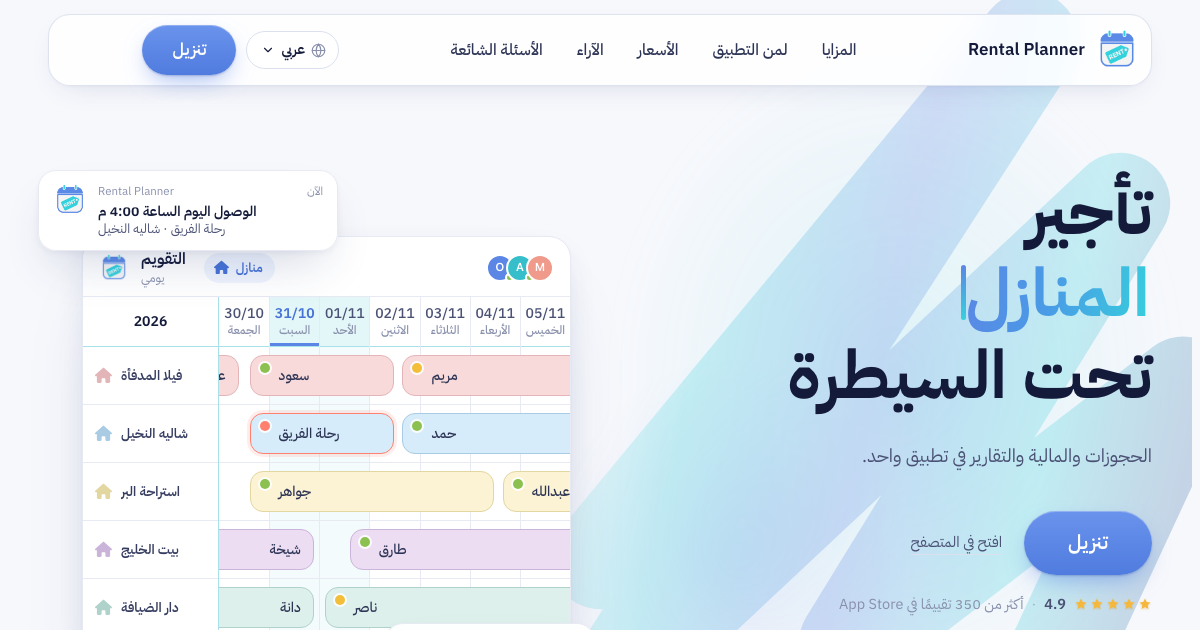 Rental Planner
المزايا
لمن التطبيق
الأسعار
الآراء
الأسئلة الشائعة
عربي
تنزيل
تأجير
المنازل
تحت السيطرة
الحجوزات والمالية والتقارير في تطبيق واحد.
تنزيل
افتح في المتصفح
4.9 · أكثر من 350 تقييمًا في App Store
Rental Planner
الآن
الوصول اليوم الساعة 4:00 م
رحلة الفريق · شاليه النخيل
التقويم
يومي
منازل
O A M
2026
30/10 31/10 01/11 02/11 03/11 04/11 05/11
الجمعة السبت الأحد الاثنين الثلاثاء الأربعاء الخميس
فيلا المدفأة
سعود
مريم
شاليه النخيل
رحلة الفريق
حمد
استراحة البر
جواهر
عبدالله
بيت الخليج
شيخة
طارق
دار الضيافة
دانة
ناصر